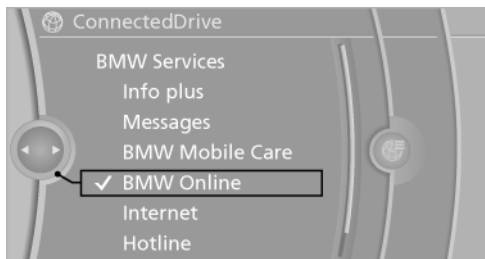 ConnectedDrive
BMW Services
Info plus
Messages
BMW Mobile Care
✓ BMW Online
Internet
Hotline